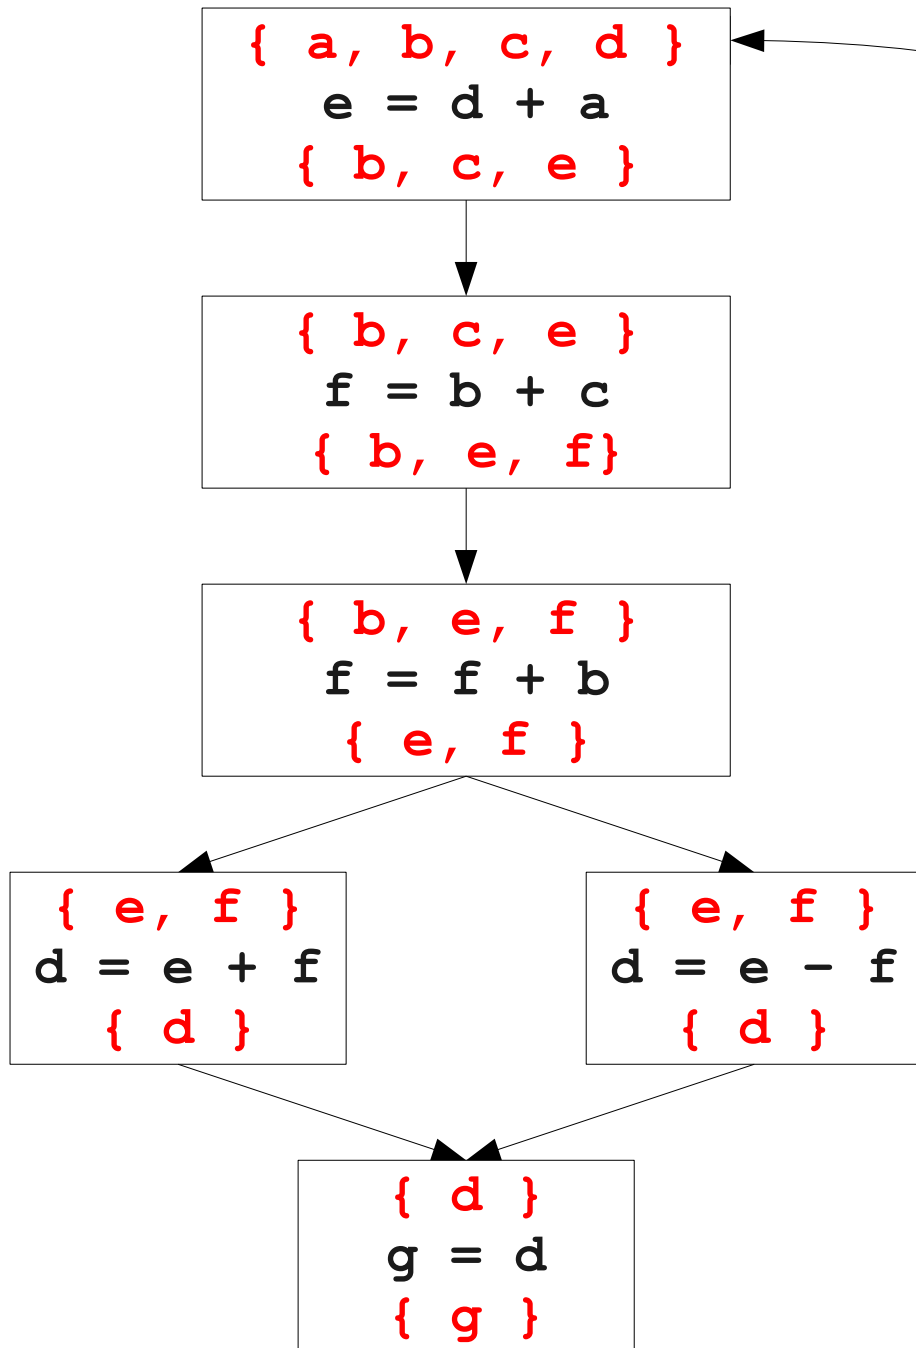 { a, b, c, d }
e = d + a
{ b, c, e }
{ b, c, e }
f = b + c
{ b, e, f}
{ b, e, f }
f = f + b
{ e, f }
{ e, f }
d = e + f
{ d }
{ e, f }
d = e - f
{ d }
{ d }
g = d
{ g }